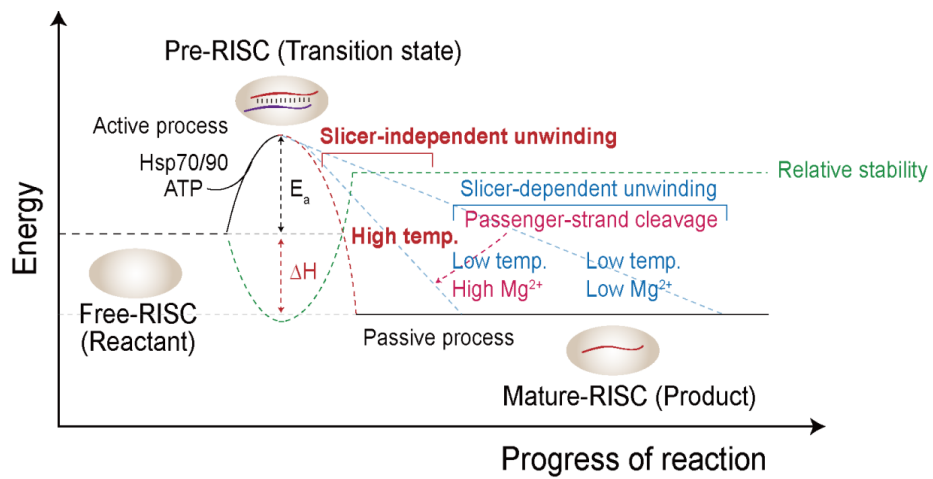 Pre-RISC (Transition state)
Active process
Hsp70/90
ATP
Slicer-independent unwinding
Relative stability
Slicer-dependent unwinding
Passenger-strand cleavage
Energy
Eₐ
High temp.
ΔH
Low temp.
High Mg²⁺
Low temp.
Low Mg²⁺
Free-RISC
(Reactant)
Passive process
Mature-RISC (Product)
Progress of reaction